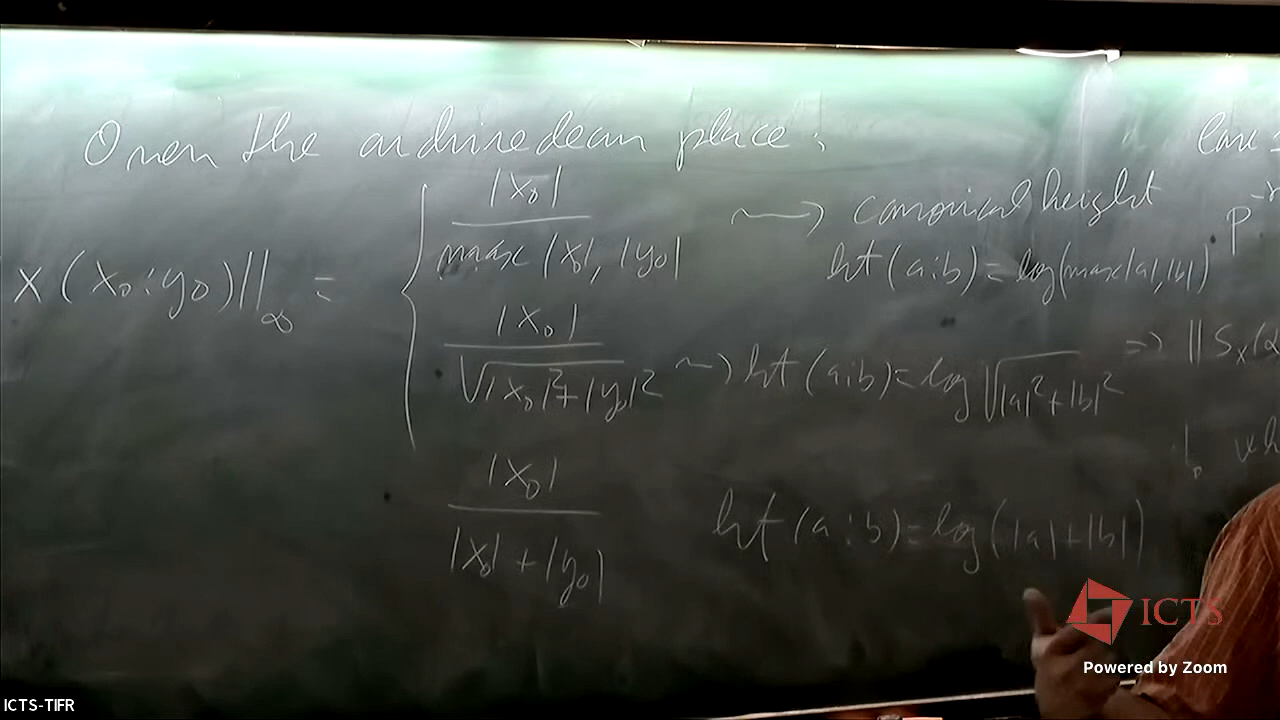 Over the archimedean place:
x(x₀:y₀)||_∞ =
|x₀| / max |x₀|, |y₀| ⇝ canonical height
ht(a:b) = log(max|a|,|b|)
|x₀| / √(|x₀|²+|y₀|²) ⇝ ht(a:b) = log √(|a|²+|b|²)
|x₀| / |x₀| + |y₀| ht(a:b) = log(|a|+|b|)
⇒ ||S_x(
ICTS
Powered by Zoom
ICTS-TIFR